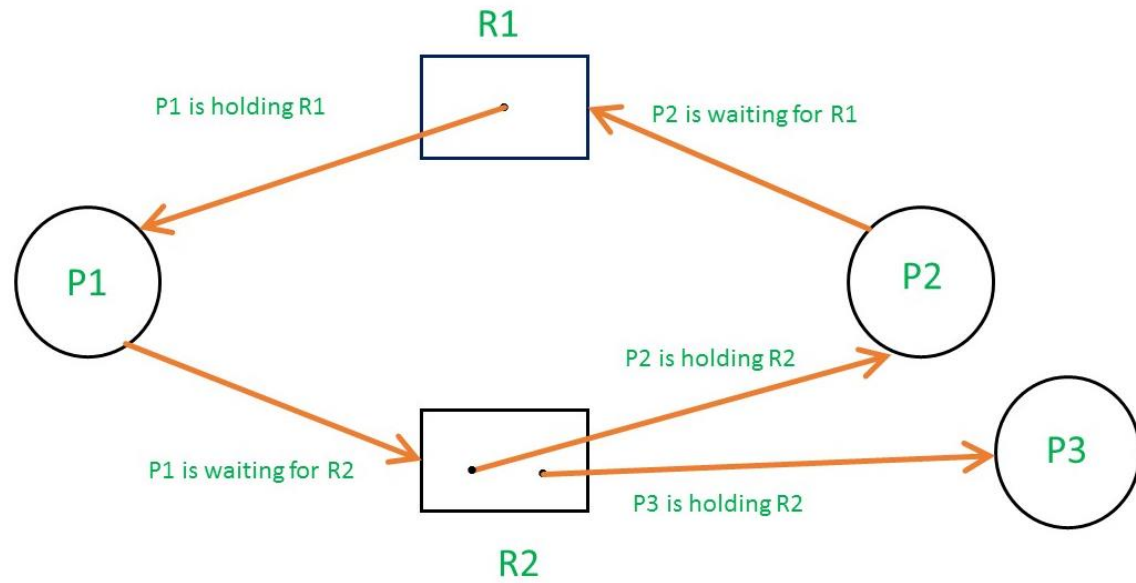 R1
P1 is holding R1
P2 is waiting for R1
P1
P2
P2 is holding R2
P1 is waiting for R2
P3
P3 is holding R2
R2